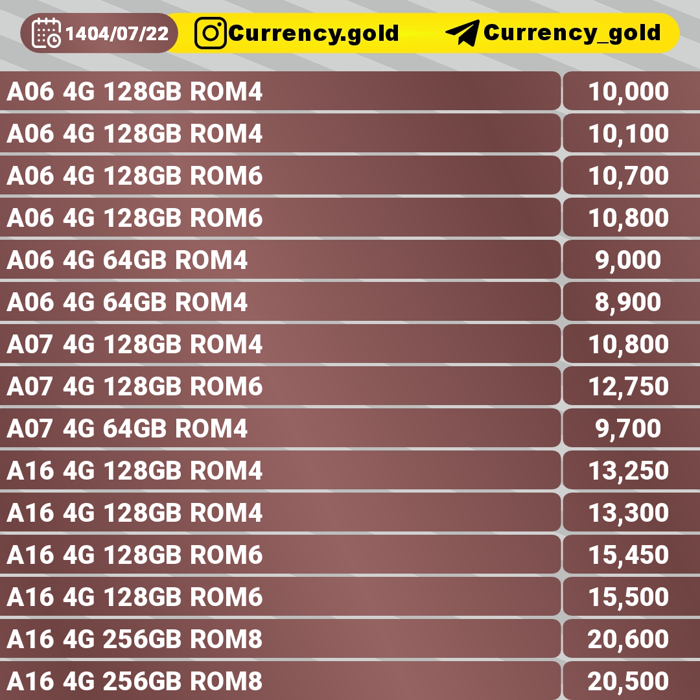 1404/07/22 Currency.gold Currency_gold
A06 4G 128GB ROM4 10,000
A06 4G 128GB ROM4 10,100
A06 4G 128GB ROM6 10,700
A06 4G 128GB ROM6 10,800
A06 4G 64GB ROM4 9,000
A06 4G 64GB ROM4 8,900
A07 4G 128GB ROM4 10,800
A07 4G 128GB ROM6 12,750
A07 4G 64GB ROM4 9,700
A16 4G 128GB ROM4 13,250
A16 4G 128GB ROM4 13,300
A16 4G 128GB ROM6 15,450
A16 4G 128GB ROM6 15,500
A16 4G 256GB ROM8 20,600
A16 4G 256GB ROM8 20,500